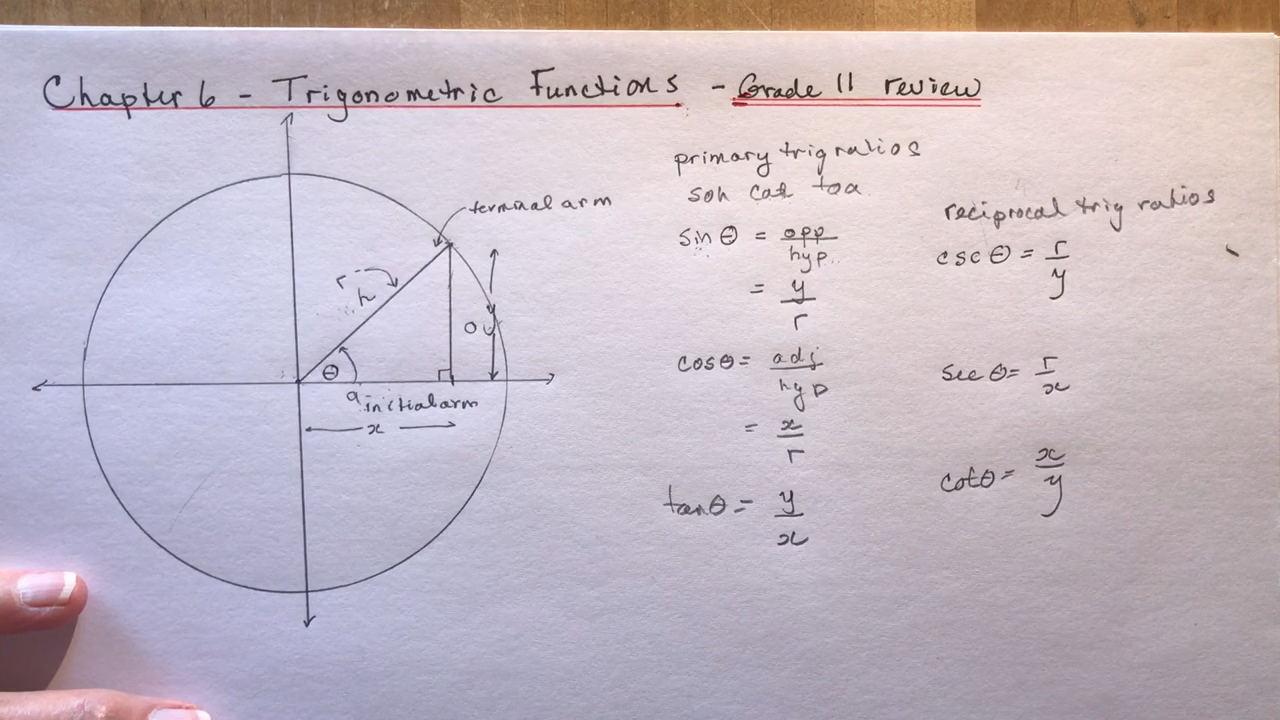 Chapter 6 - Trigonometric Functions - Grade 11 review
terminal arm
r
h
o y
θ
a initial arm
x
primary trig ratios
soh cah toa
sin θ = opp/hyp
= y/r
cos θ = adj/hyp
= x/r
tan θ = y/x
reciprocal trig ratios
csc θ = r/y
sec θ = r/x
cot θ = x/y